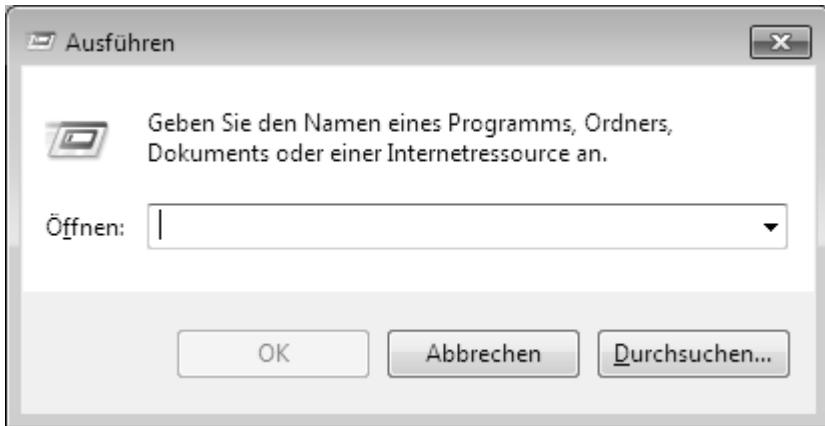 Ausführen
Geben Sie den Namen eines Programms, Ordners,
Dokuments oder einer Internetressource an.
Öffnen:
OK Abbrechen Durchsuchen...